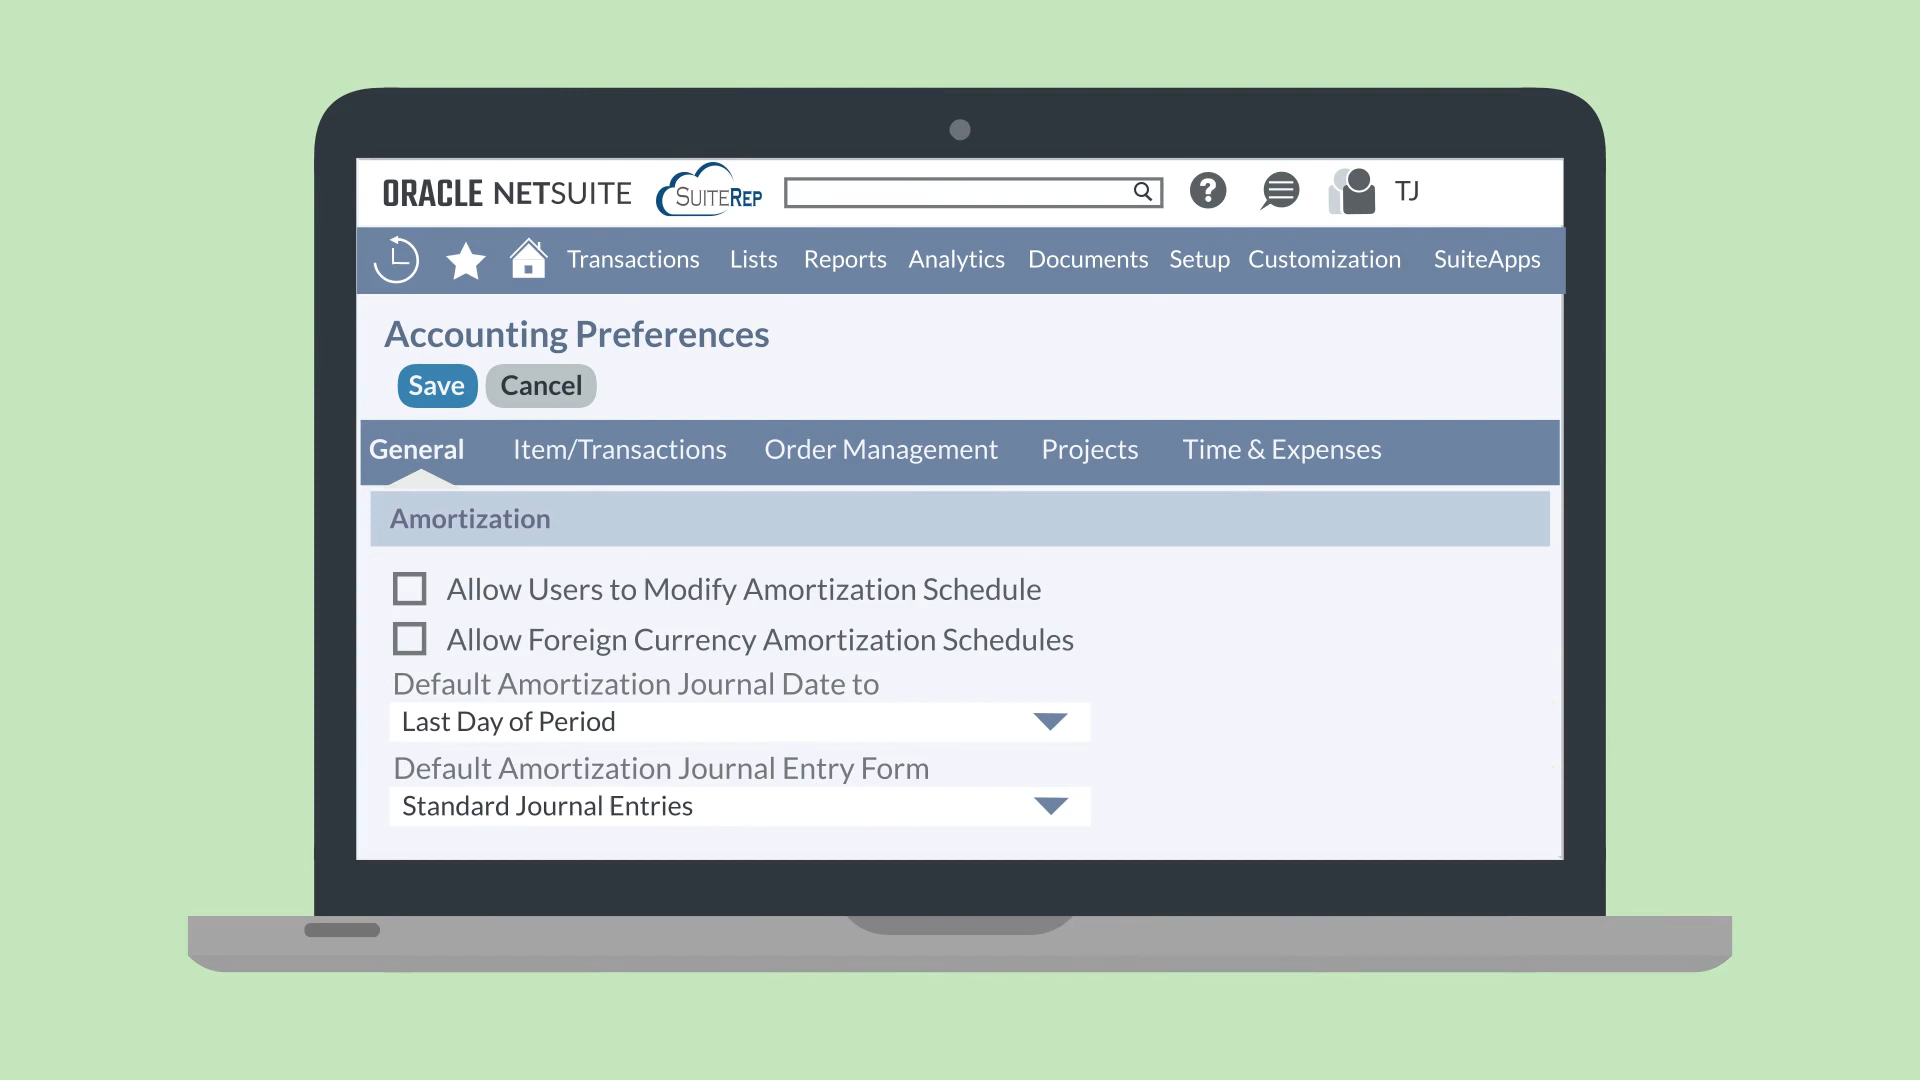 ORACLE NETSUITE SUITEREP ? TJ
Transactions Lists Reports Analytics Documents Setup Customization SuiteApps
Accounting Preferences
Save Cancel
General Item/Transactions Order Management Projects Time & Expenses
Amortization
Allow Users to Modify Amortization Schedule
Allow Foreign Currency Amortization Schedules
Default Amortization Journal Date to
Last Day of Period
Default Amortization Journal Entry Form
Standard Journal Entries